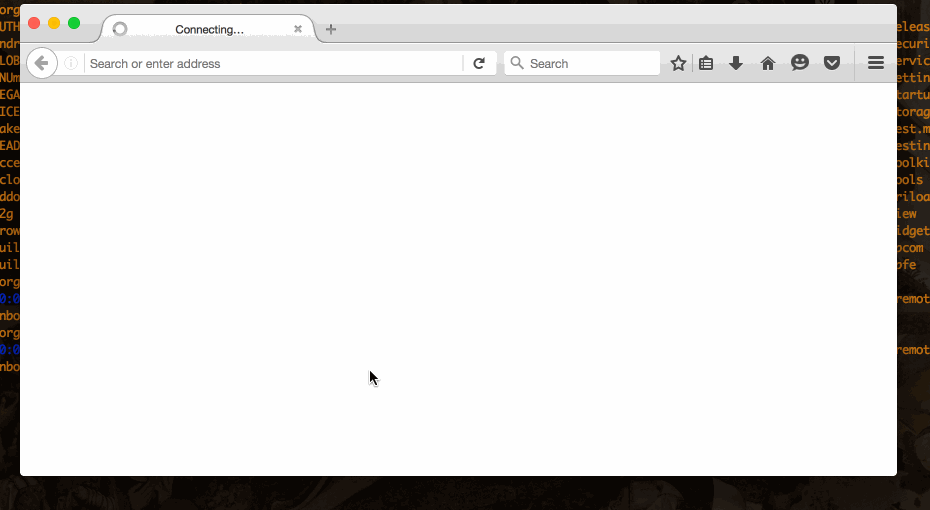 Connecting...
Search or enter address
Search
org
UTH
ndr
LOB
NUm
EGA
ICE
ake
EAD
cce
clo
ddo
2g
row
uil
uil
org
0:0
nbo
org
0:0
nbo
eleas
ecuri
ervic
ettin
tartu
torag
est.m
estin
oolki
ools
riloa
iew
idget
pcom
pfe
remot
remot